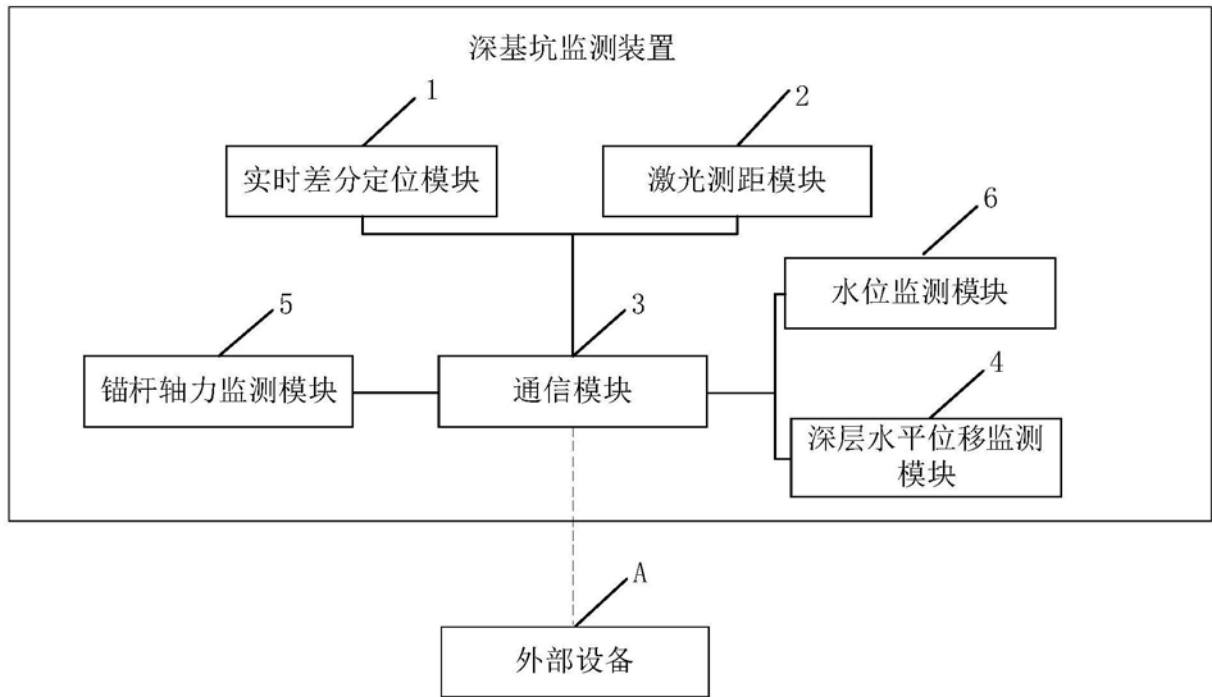 深基坑监测装置
1
2
实时差分定位模块
激光测距模块
6
水位监测模块
5
3
锚杆轴力监测模块
通信模块
4
深层水平位移监测
模块
A
外部设备